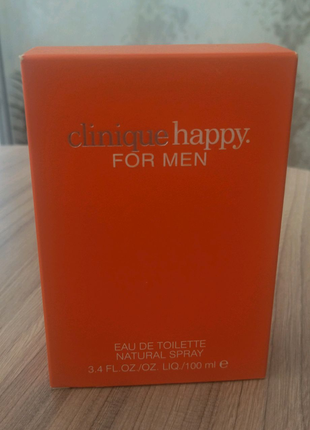 clinique happy.
FOR MEN
EAU DE TOILETTE
NATURAL SPRAY
3.4 FL.OZ./OZ. LIQ./100 ml ℮